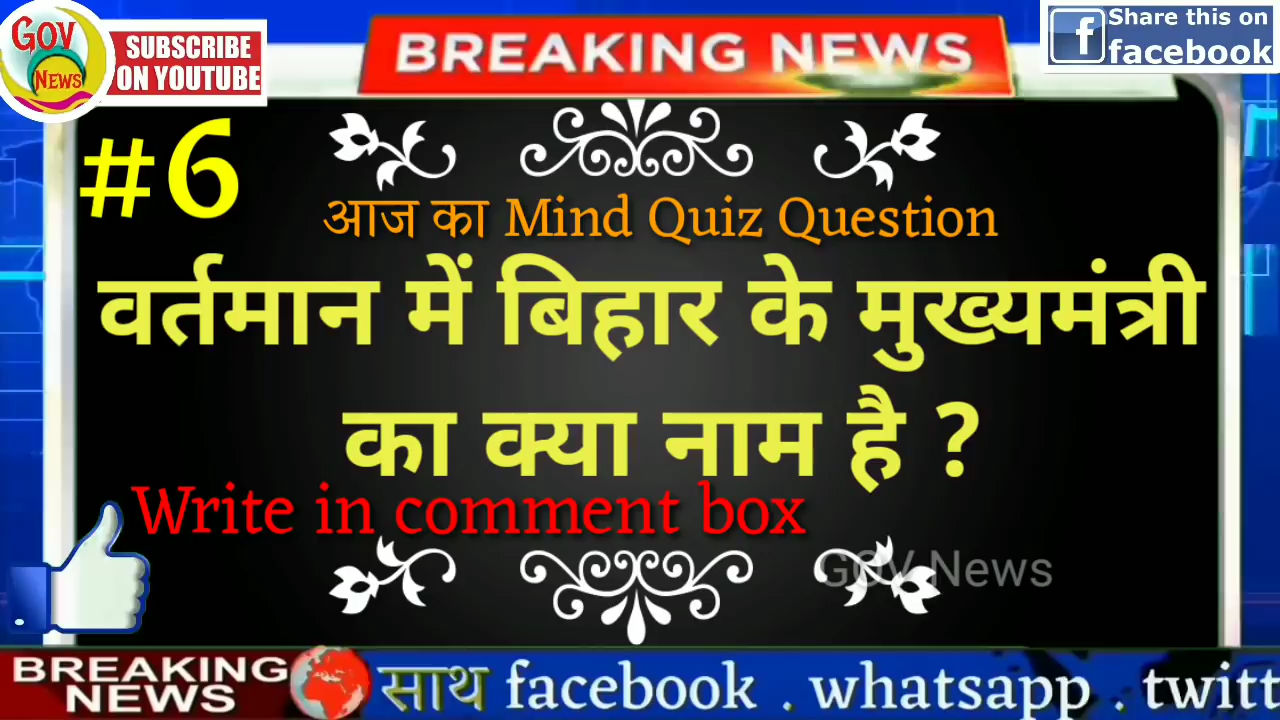 GOV
NEWS
SUBSCRIBE
ON YOUTUBE
BREAKING NEWS
Share this on
facebook
#6
आज का Mind Quiz Question
वर्तमान में बिहार के मुख्यमंत्री
का क्या नाम है ?
Write in comment box
GOV News
BREAKING
NEWS
साथ facebook . whatsapp . twitt